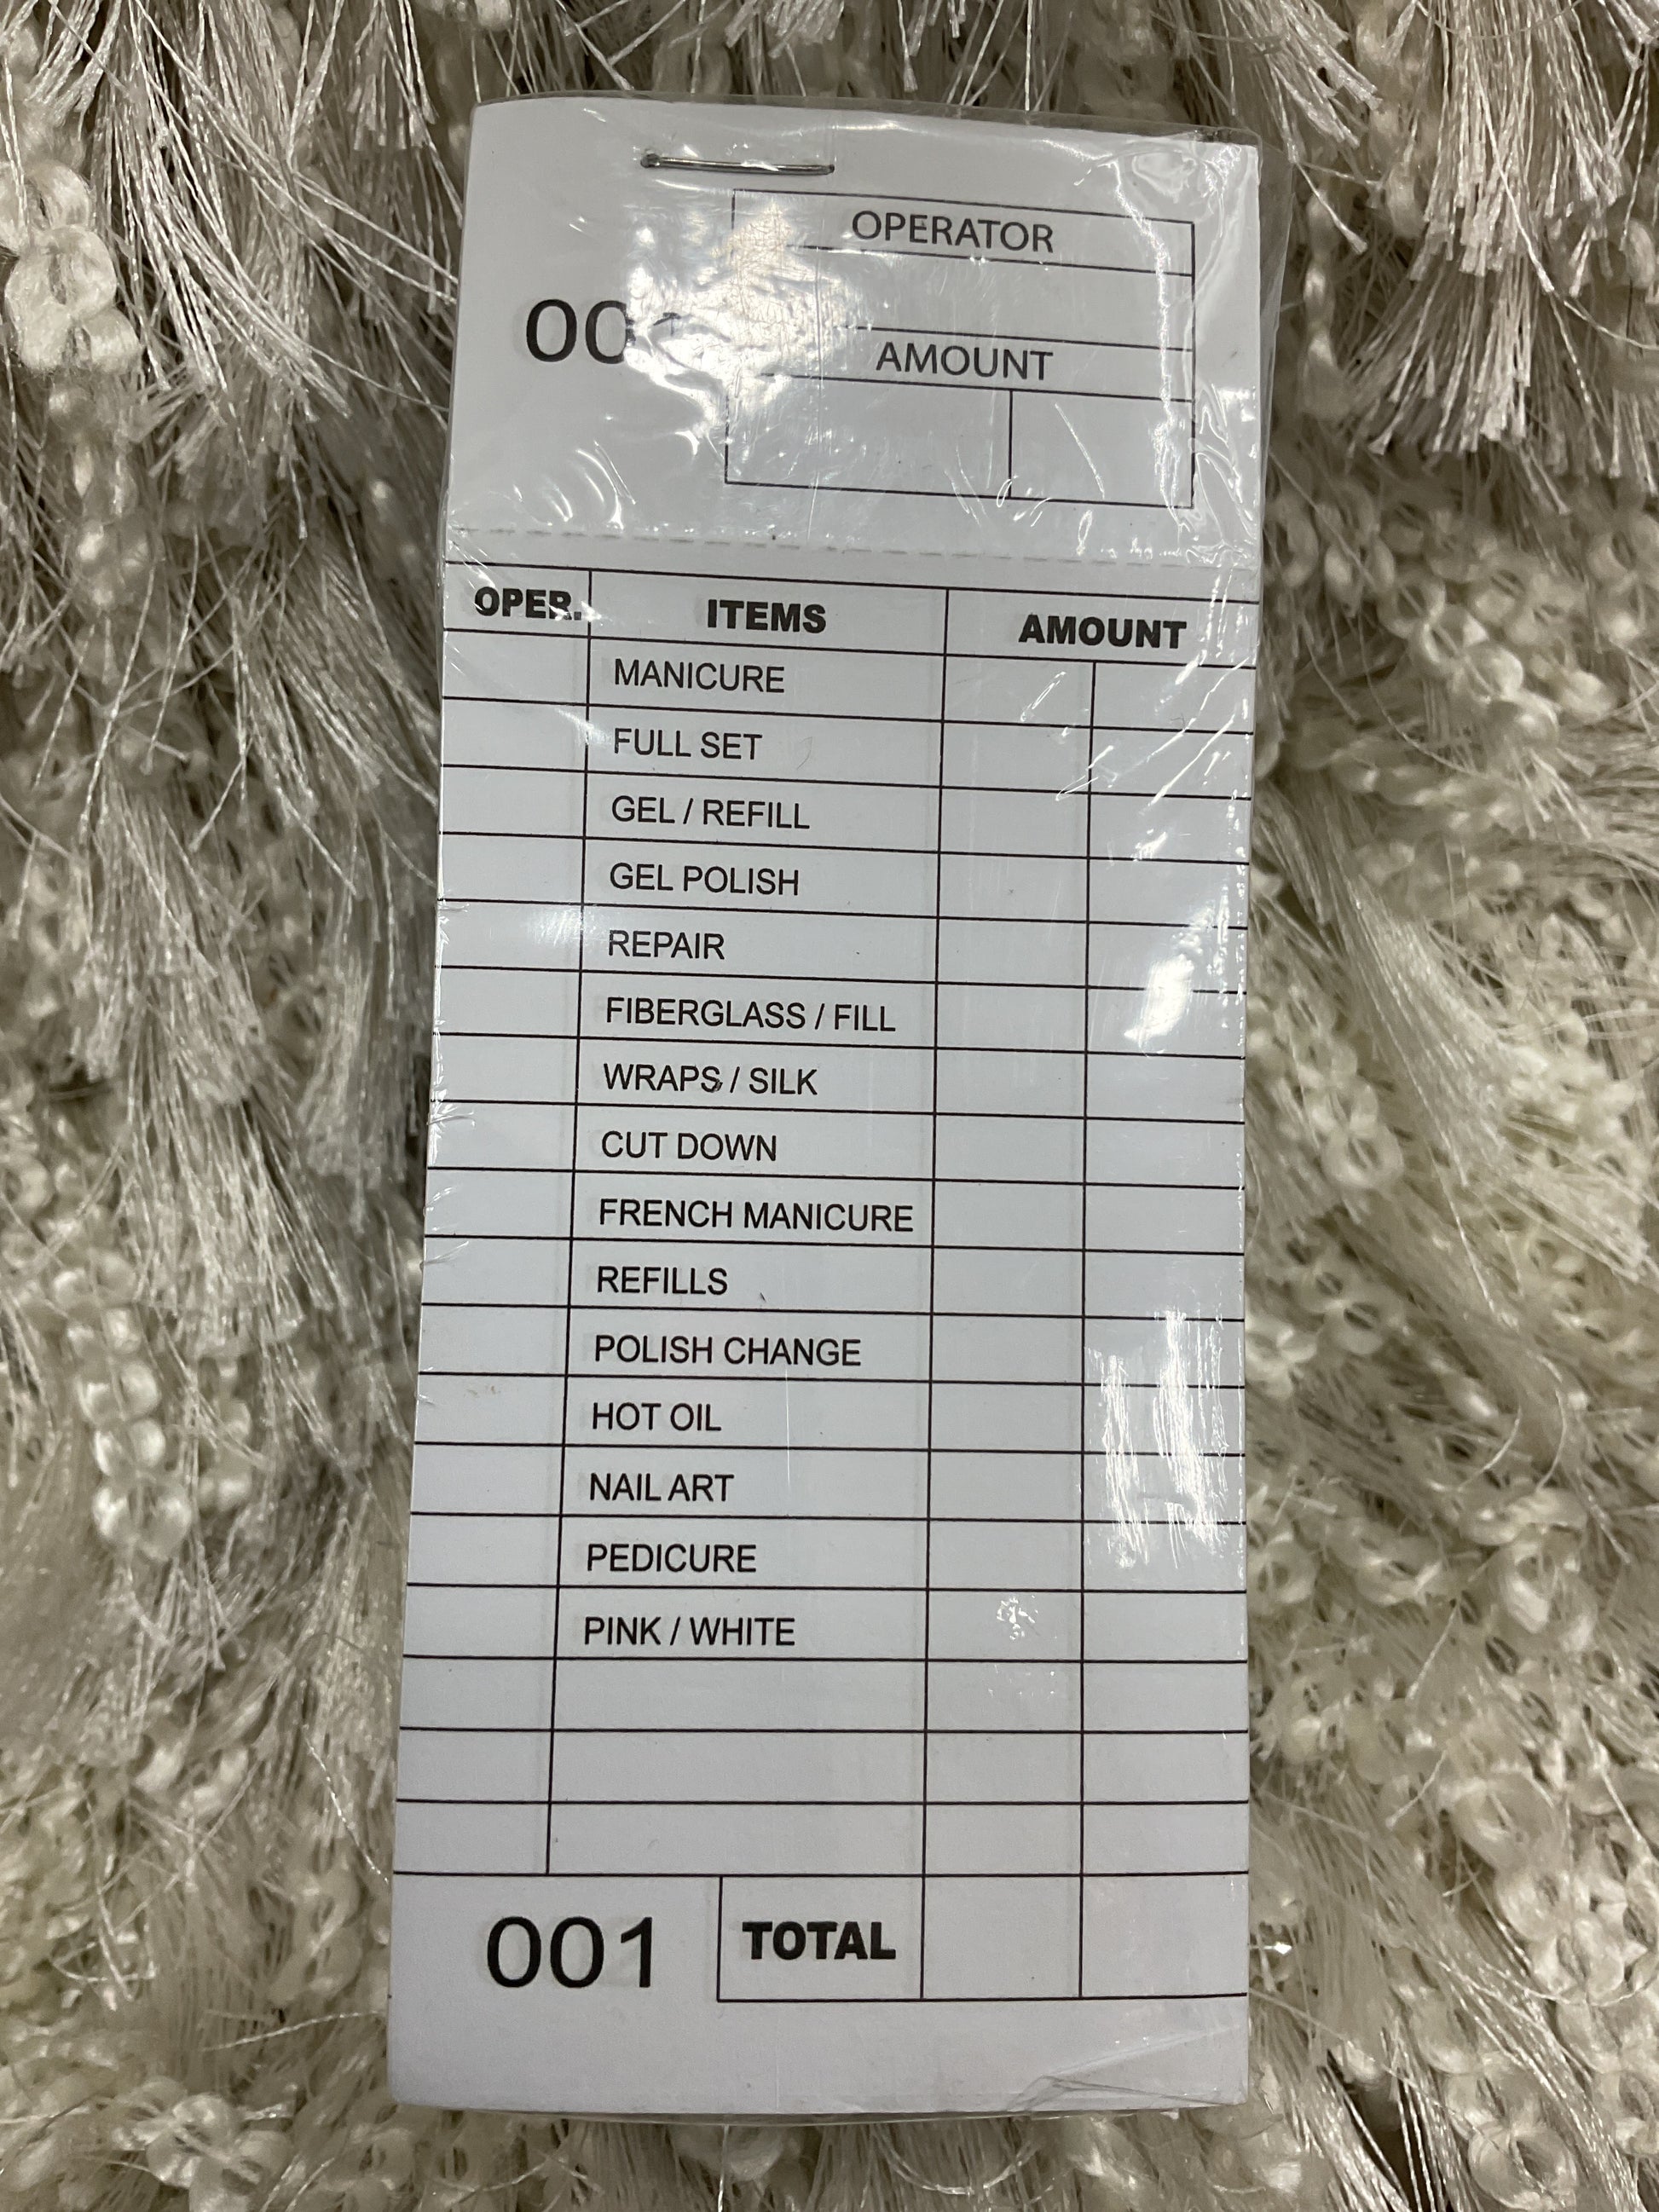 OPERATOR
AMOUNT
OPER. ITEMS AMOUNT
MANICURE
FULL SET
GEL / REFILL
GEL POLISH
REPAIR
FIBERGLASS / FILL
WRAPS / SILK
CUT DOWN
FRENCH MANICURE
REFILLS
POLISH CHANGE
HOT OIL
NAIL ART
PEDICURE
PINK / WHITE
001 TOTAL